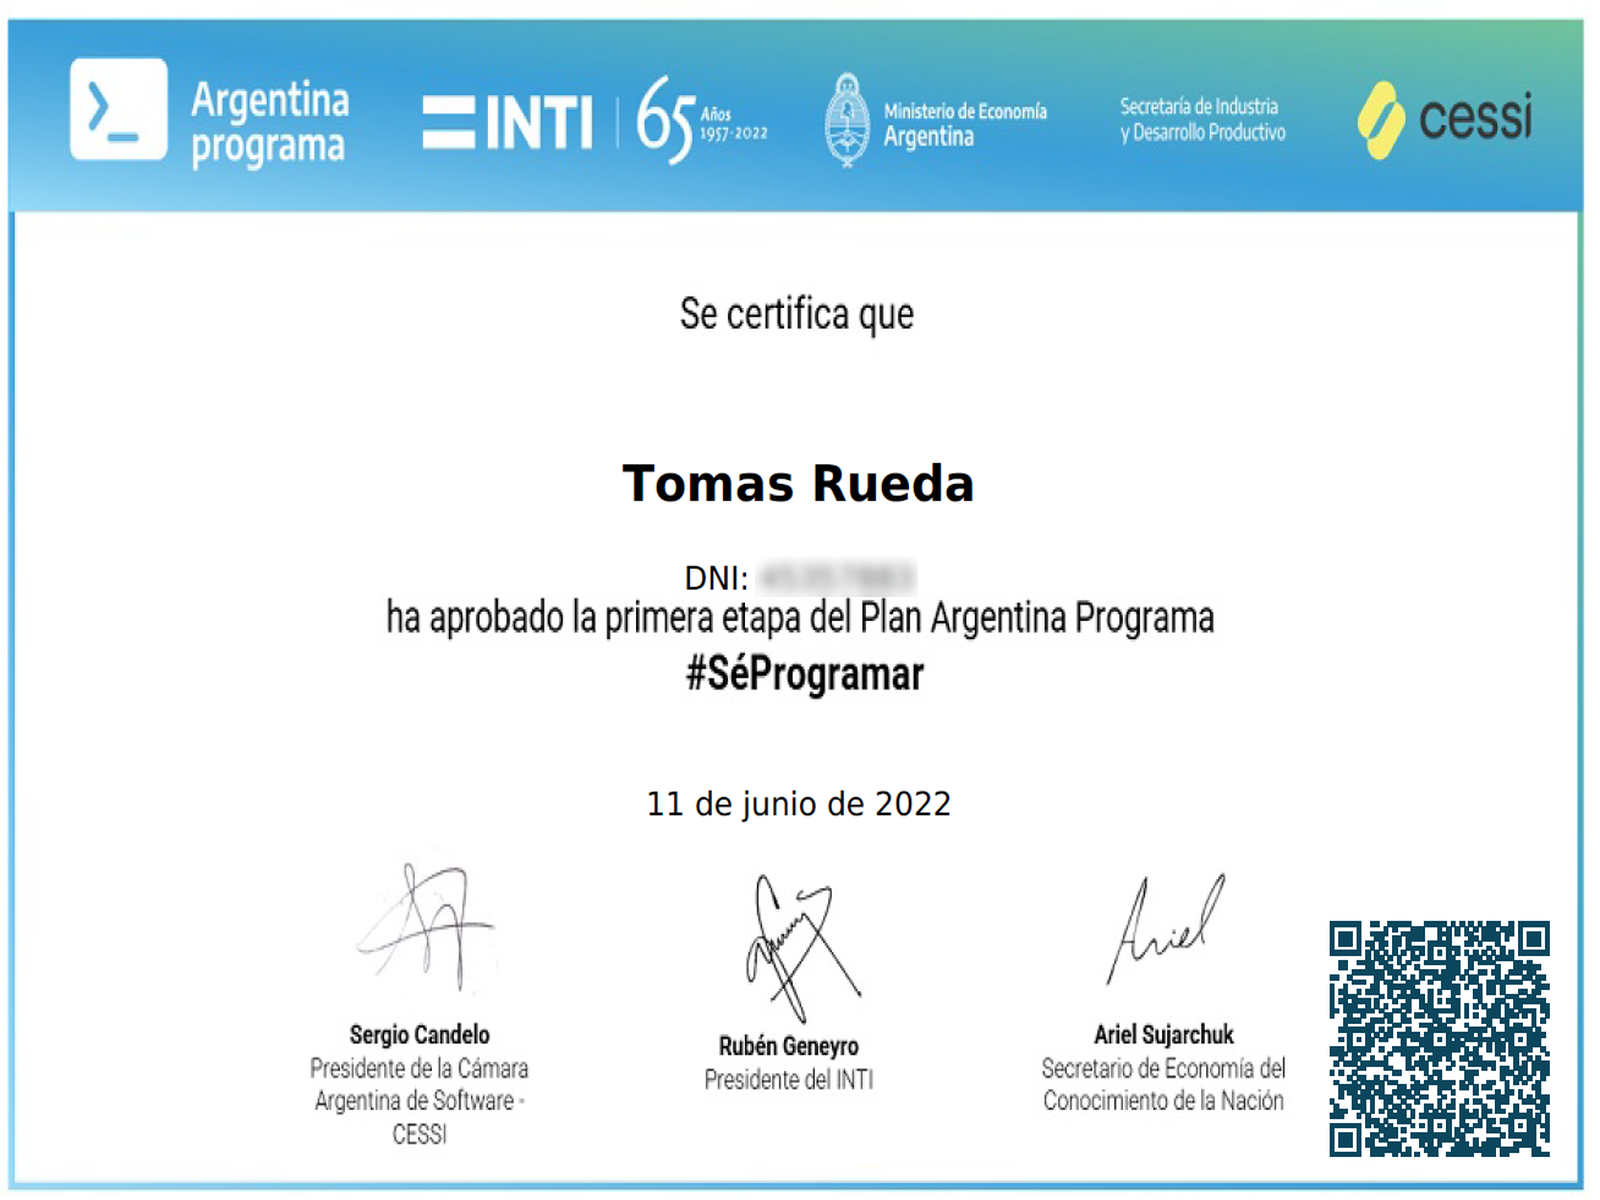 Argentina
programa
INTI
65 Años
1957·2022
Ministerio de Economía
Argentina
Secretaría de Industria
y Desarrollo Productivo
cessi
Se certifica que
Tomas Rueda
DNI:
ha aprobado la primera etapa del Plan Argentina Programa
#SéProgramar
11 de junio de 2022
Ariel
Sergio Candelo
Presidente de la Cámara
Argentina de Software -
CESSI
Rubén Geneyro
Presidente del INTI
Ariel Sujarchuk
Secretario de Economía del
Conocimiento de la Nación